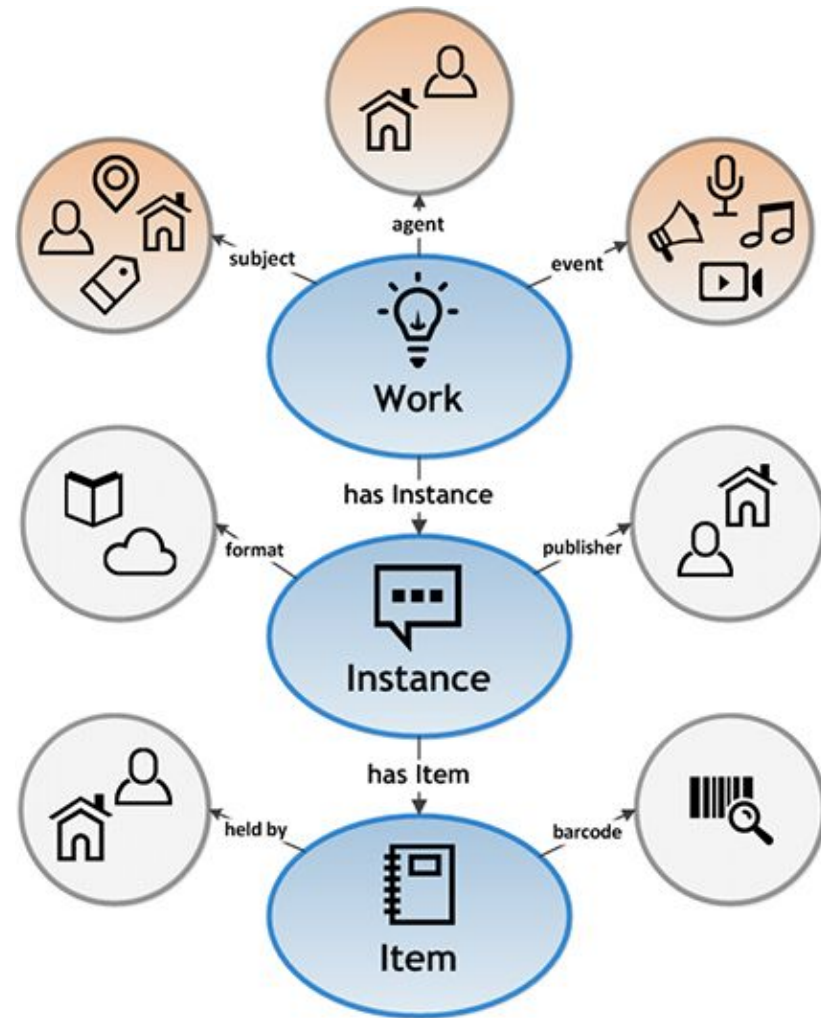 agent
subject
event
Work
has Instance
format
publisher
Instance
has Item
held by
barcode
Item